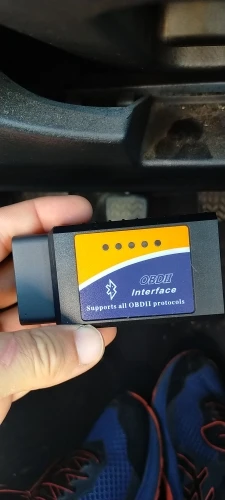 OBDII
Interface
Supports all OBDII protocols